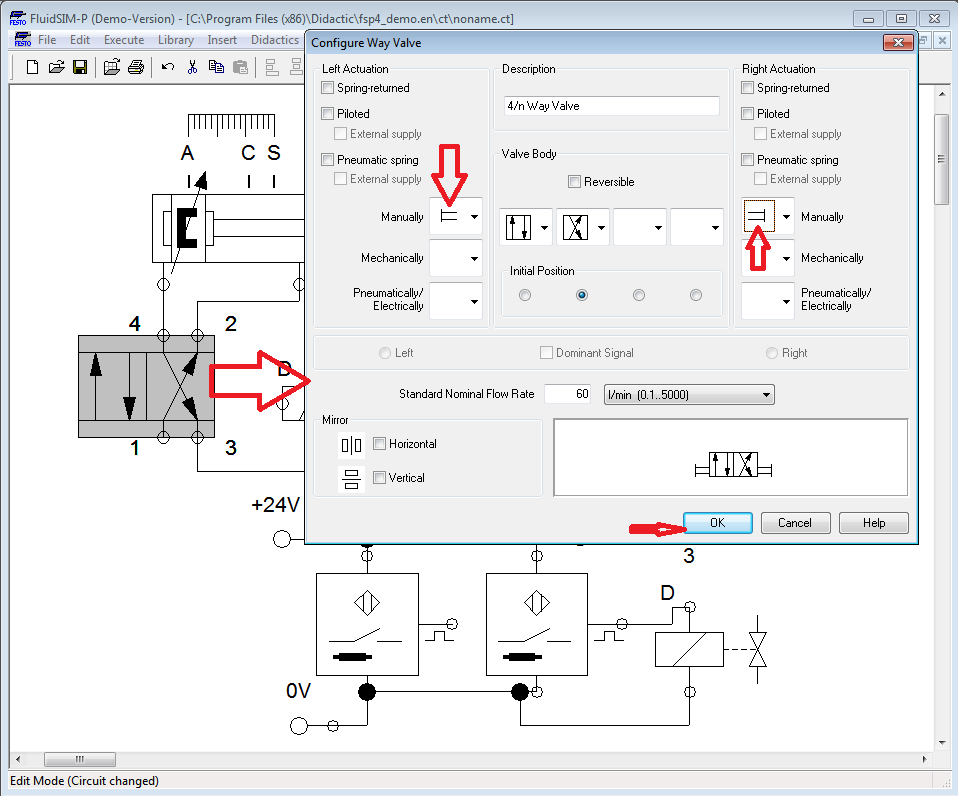 FluidSIM-P (Demo-Version) - [C:\Program Files (x86)\Didactic\fsp4_demo.en\ct\noname.ct]
FESTO
File Edit Execute Library Insert Didactics
Configure Way Valve
Left Actuation
Spring-returned
Piloted
External supply
Pneumatic spring
External supply
Manually
Mechanically
Pneumatically/
Electrically
Description
4/n Way Valve
Valve Body
Reversible
Initial Position
Right Actuation
Spring-returned
Piloted
External supply
Pneumatic spring
External supply
Manually
Mechanically
Pneumatically/
Electrically
Left
Dominant Signal
Right
Standard Nominal Flow Rate 60 l/min (0.1..5000)
Mirror
Horizontal
Vertical
OK Cancel Help
A C S
4 2
D
1 3
+24V
3
D
0V
Edit Mode (Circuit changed)